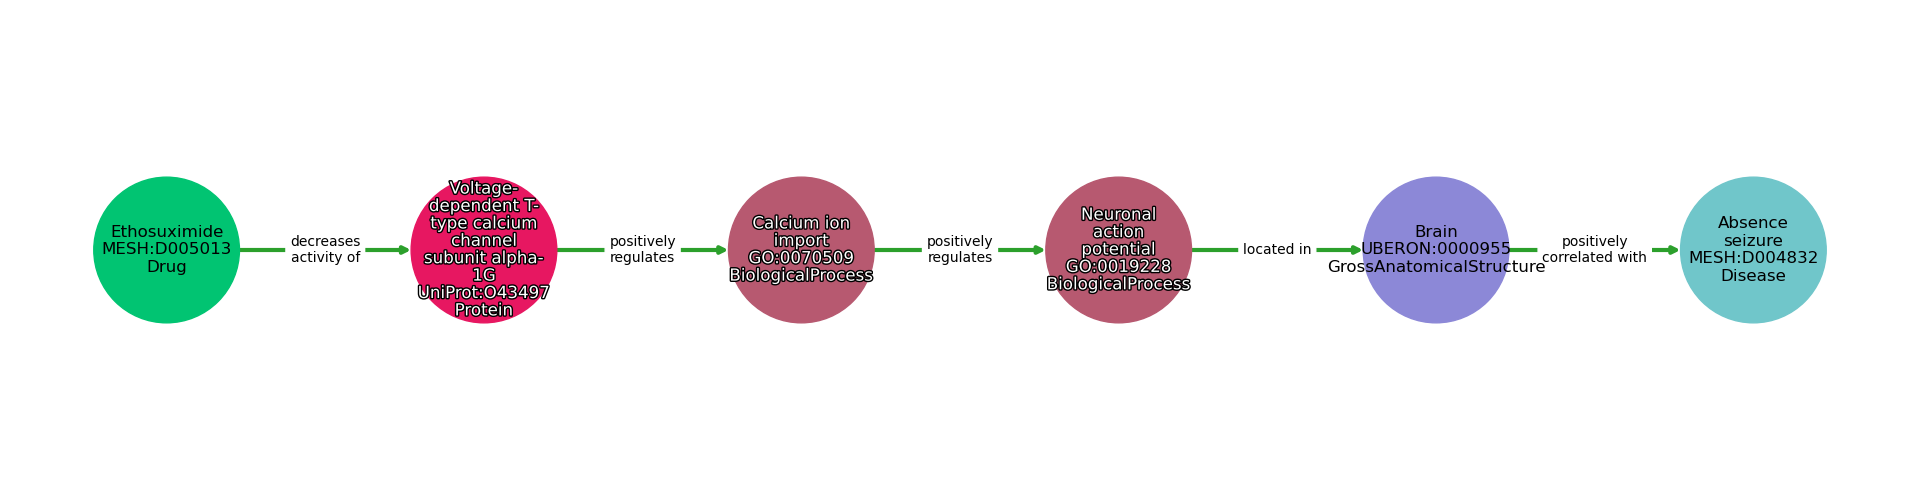 Ethosuximide
MESH:D005013
Drug
decreases
activity of
Voltage-
dependent T-
type calcium
channel
subunit alpha-
1G
UniProt:O43497
Protein
positively
regulates
Calcium ion
import
GO:0070509
BiologicalProcess
positively
regulates
Neuronal
action
potential
GO:0019228
BiologicalProcess
located in
Brain
UBERON:0000955
GrossAnatomicalStructure
positively
correlated with
Absence
seizure
MESH:D004832
Disease